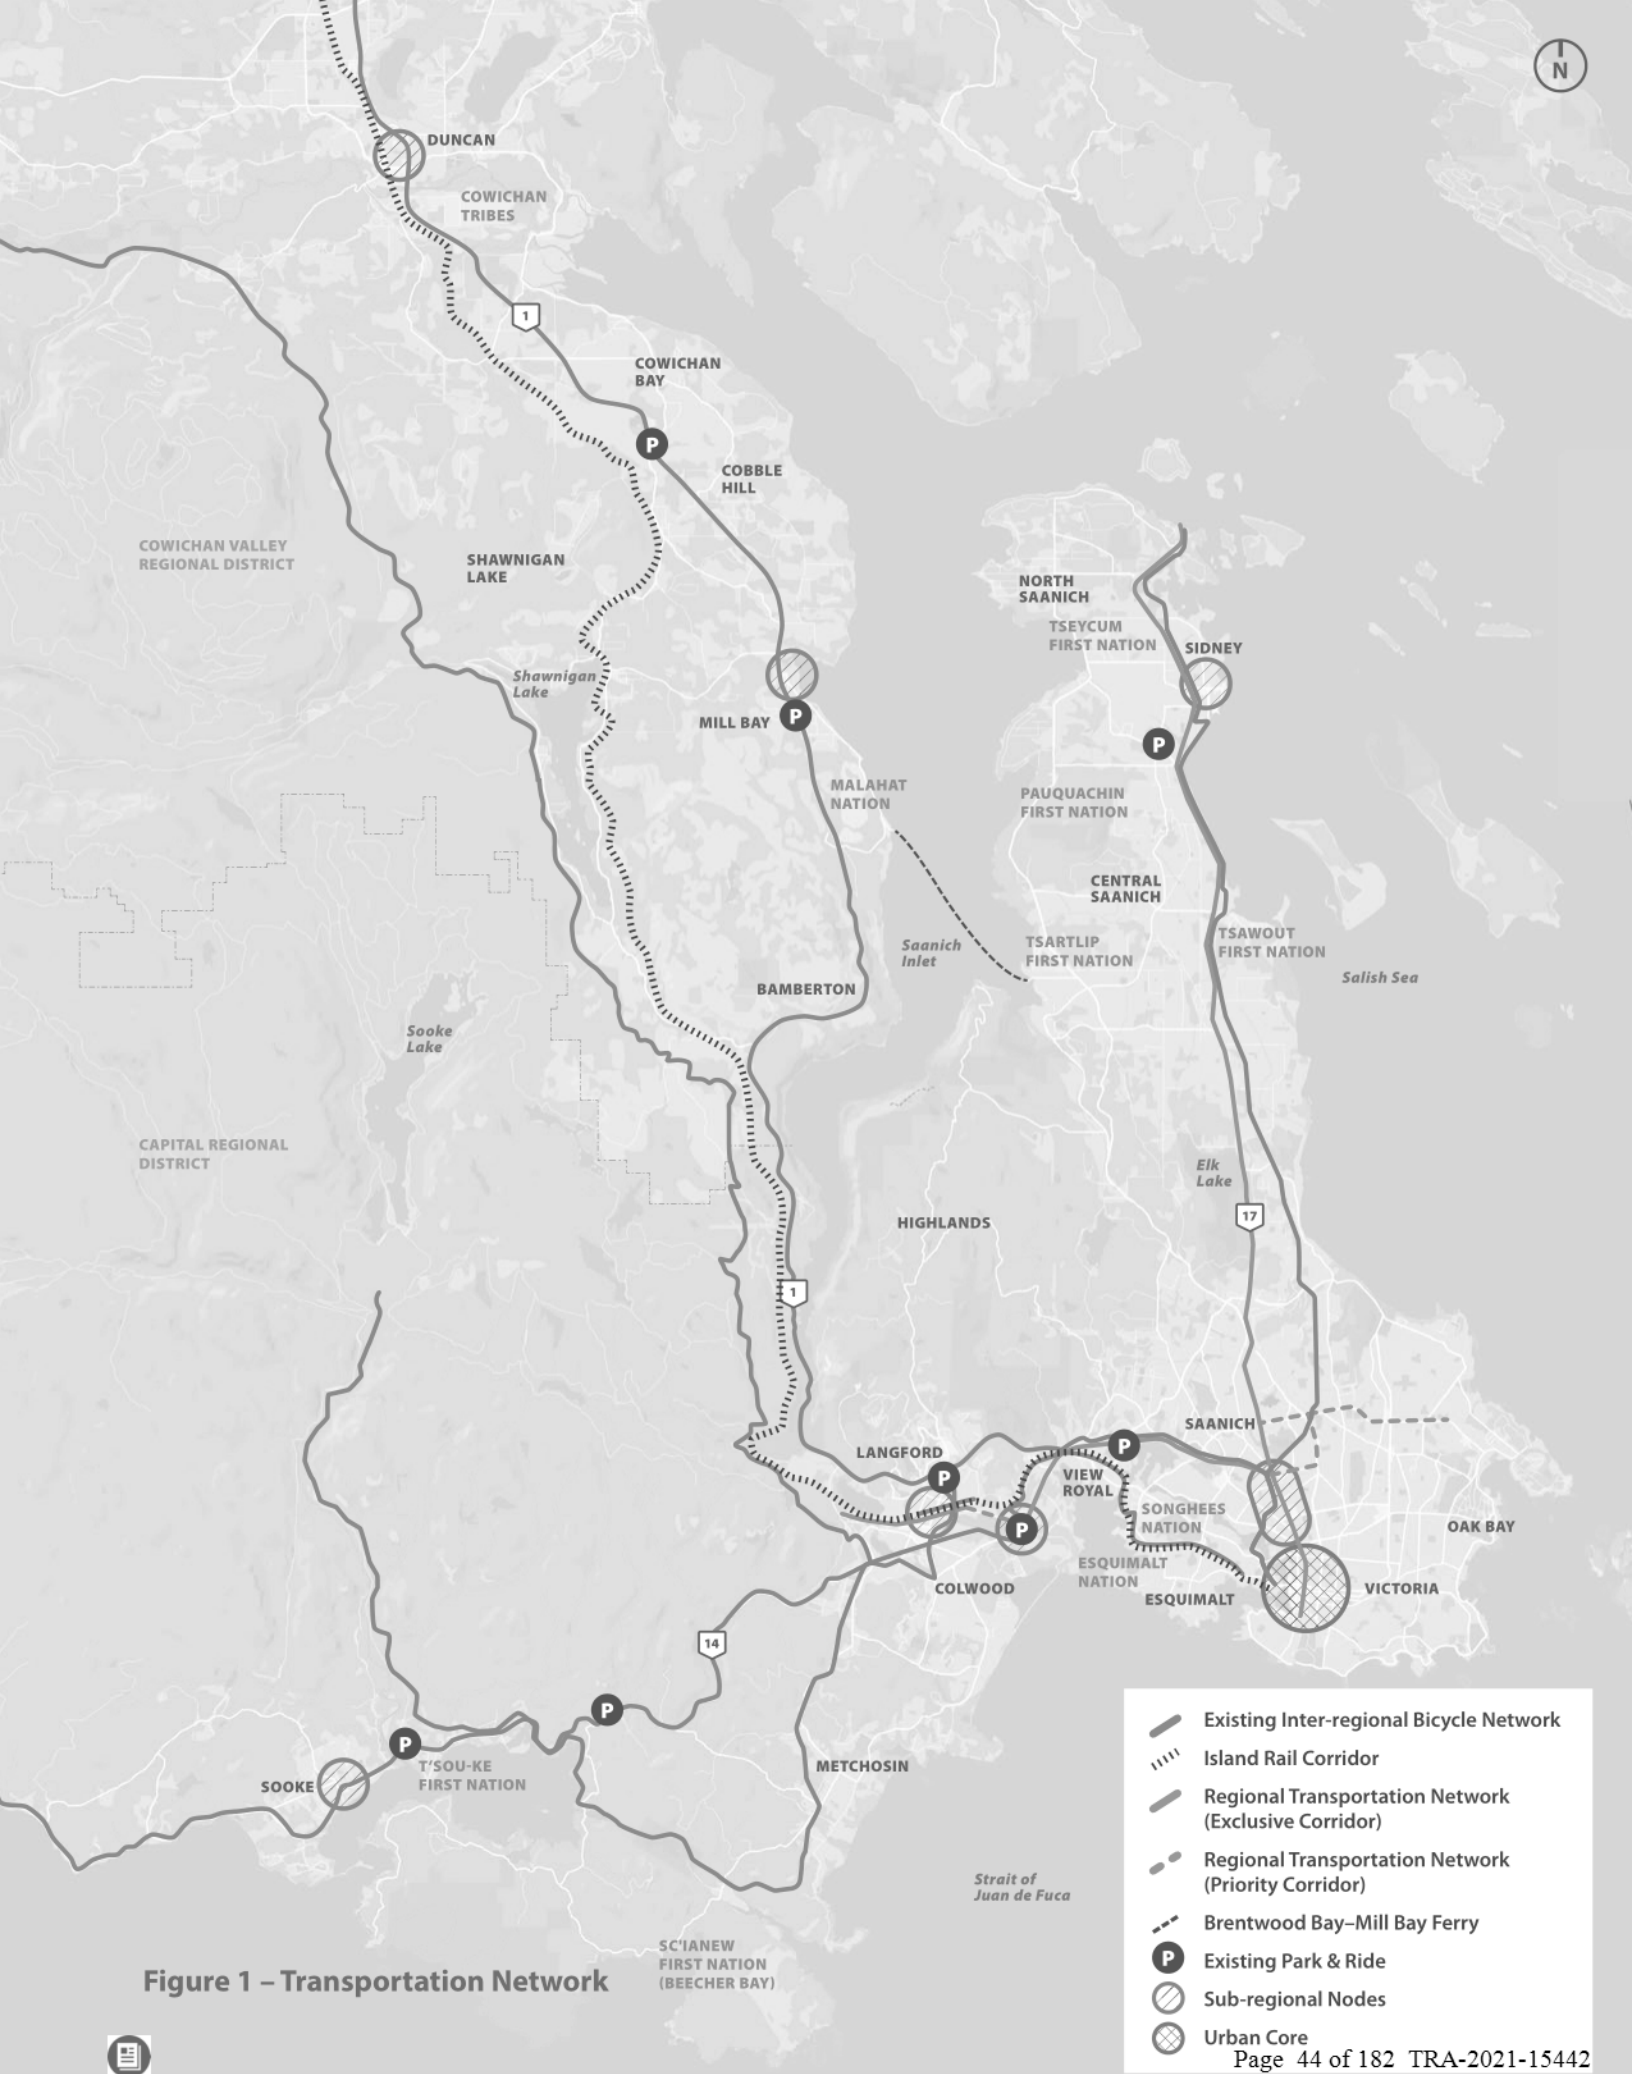 N
DUNCAN
COWICHAN
TRIBES
1
COWICHAN
BAY
P
COBBLE
HILL
COWICHAN VALLEY
REGIONAL DISTRICT
SHAWNIGAN
LAKE
NORTH
SAANICH
TSEYCUM
FIRST NATION
SIDNEY
Shawnigan
Lake
MILL BAY
P
P
MALAHAT
NATION
PAUQUACHIN
FIRST NATION
CENTRAL
SAANICH
TSARTLIP
FIRST NATION
TSAWOUT
FIRST NATION
Saanich
Inlet
Salish Sea
BAMBERTON
Sooke
Lake
CAPITAL REGIONAL
DISTRICT
Elk
Lake
17
HIGHLANDS
1
SAANICH
LANGFORD
P
P
VIEW
ROYAL
SONGHEES
NATION
P
OAK BAY
ESQUIMALT
NATION
COLWOOD
ESQUIMALT
VICTORIA
14
P
P
T'SOU-KE
FIRST NATION
SOOKE
METCHOSIN
Strait of
Juan de Fuca
SC'IANEW
FIRST NATION
(BEECHER BAY)
Existing Inter-regional Bicycle Network
Island Rail Corridor
Regional Transportation Network
(Exclusive Corridor)
Regional Transportation Network
(Priority Corridor)
Brentwood Bay–Mill Bay Ferry
P Existing Park & Ride
Sub-regional Nodes
Urban Core
Figure 1 – Transportation Network
Page 44 of 182 TRA-2021-15442